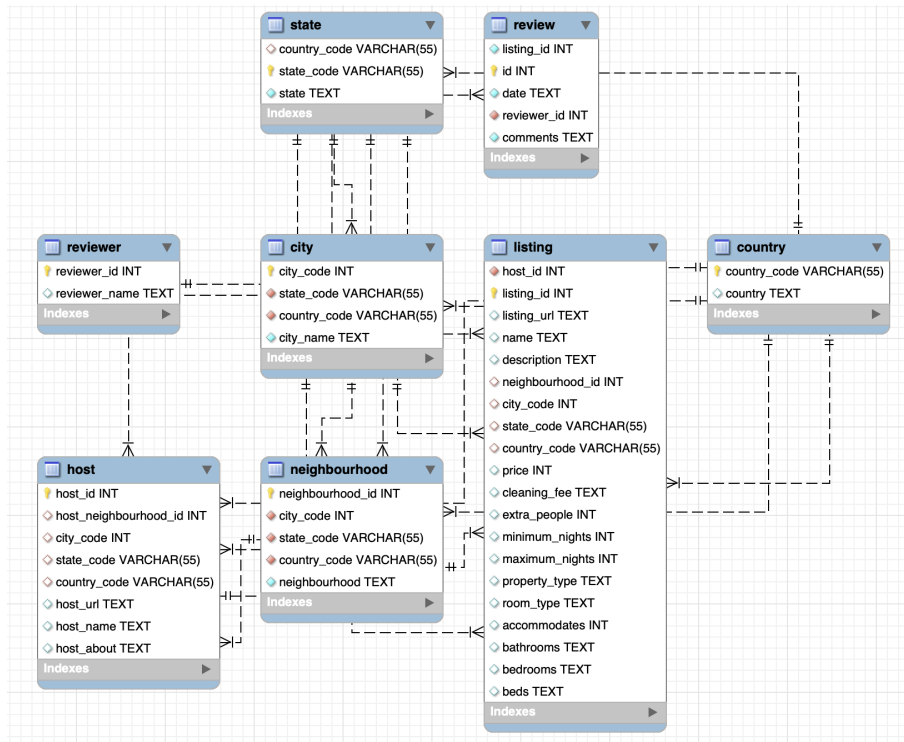 state
country_code VARCHAR(55)
state_code VARCHAR(55)
state TEXT
Indexes
review
listing_id INT
id INT
date TEXT
reviewer_id INT
comments TEXT
Indexes
reviewer
reviewer_id INT
reviewer_name TEXT
Indexes
city
city_code INT
state_code VARCHAR(55)
country_code VARCHAR(55)
city_name TEXT
Indexes
listing
host_id INT
listing_id INT
listing_url TEXT
name TEXT
description TEXT
neighbourhood_id INT
city_code INT
state_code VARCHAR(55)
country_code VARCHAR(55)
price INT
cleaning_fee TEXT
extra_people INT
minimum_nights INT
maximum_nights INT
property_type TEXT
room_type TEXT
accommodates INT
bathrooms TEXT
bedrooms TEXT
beds TEXT
Indexes
country
country_code VARCHAR(55)
country TEXT
Indexes
host
host_id INT
host_neighbourhood_id INT
city_code INT
state_code VARCHAR(55)
country_code VARCHAR(55)
host_url TEXT
host_name TEXT
host_about TEXT
Indexes
neighbourhood
neighbourhood_id INT
city_code INT
state_code VARCHAR(55)
country_code VARCHAR(55)
neighbourhood TEXT
Indexes